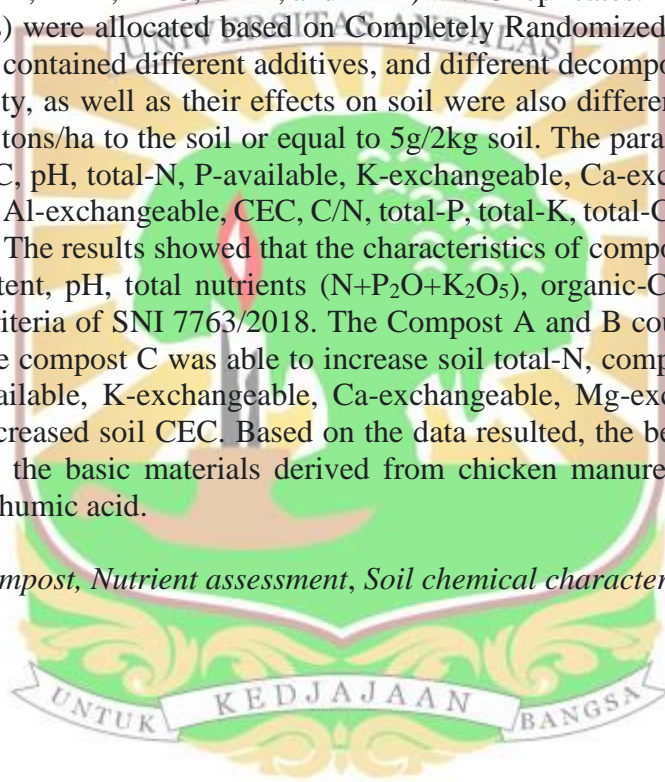 ) were allocated based on Completely Randomized
UNIVERSITAS ANDALAS
contained different additives, and different decompo
ty, as well as their effects on soil were also differen
tons/ha to the soil or equal to 5g/2kg soil. The para
C, pH, total-N, P-available, K-exchangeable, Ca-exc
Al-exchangeable, CEC, C/N, total-P, total-K, total-C
The results showed that the characteristics of compo
tent, pH, total nutrients (N+P₂O+K₂O₅), organic-C
riteria of SNI 7763/2018. The Compost A and B cou
e compost C was able to increase soil total-N, comp
ailable, K-exchangeable, Ca-exchangeable, Mg-exc
creased soil CEC. Based on the data resulted, the be
the basic materials derived from chicken manure
humic acid.
mpost, Nutrient assessment, Soil chemical character
UNTUK KEDJAJAAN BANGSA